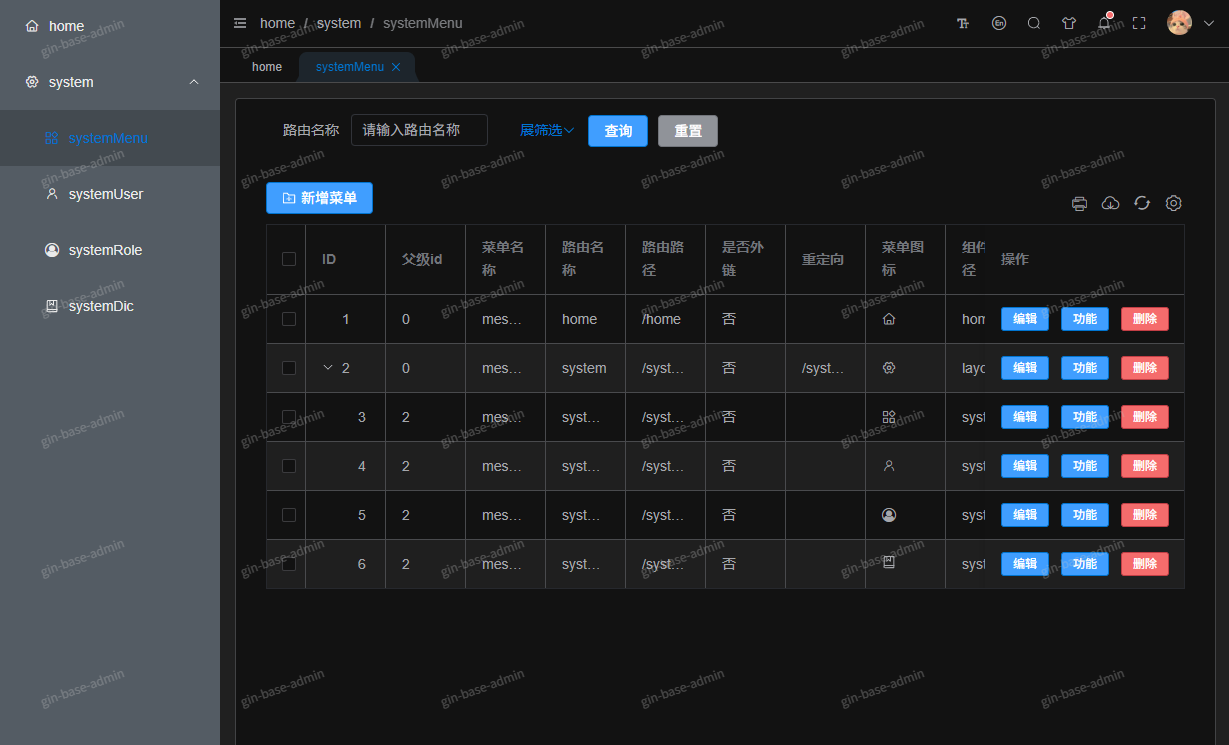 home
system
systemMenu
systemUser
systemRole
systemDic
home / system / systemMenu
En
home
systemMenu
路由名称 请输入路由名称 展筛选 查询 重置
新增菜单
ID 父级id 菜单名称 路由名称 路由路径 是否外链 重定向 菜单图标 组件径 操作
1 0 mes... home /home 否 hom 编辑 功能 删除
2 0 mes... system /syst... 否 /syst... layc 编辑 功能 删除
3 2 mes... syst... /syst... 否 syst 编辑 功能 删除
4 2 mes... syst... /syst... 否 syst 编辑 功能 删除
5 2 mes... syst... /syst... 否 syst 编辑 功能 删除
6 2 mes... syst... /syst... 否 syst 编辑 功能 删除
gin-base-admin